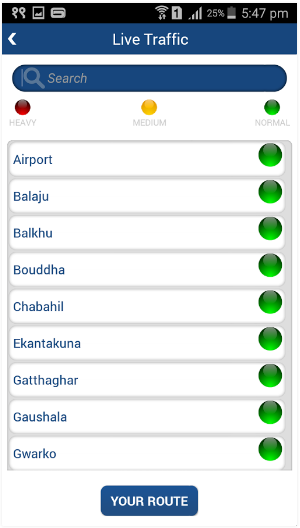 ११ 1 25% 5:47 pm
Live Traffic
Search
HEAVY MEDIUM NORMAL
Airport
Balaju
Balkhu
Bouddha
Chabahil
Ekantakuna
Gatthaghar
Gaushala
Gwarko
YOUR ROUTE